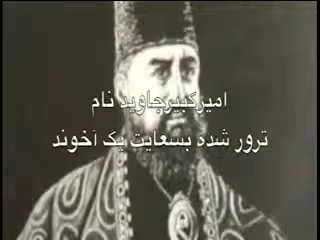 امیرکبیرجاوید نام
ترور شده بسعایت یک آخوند